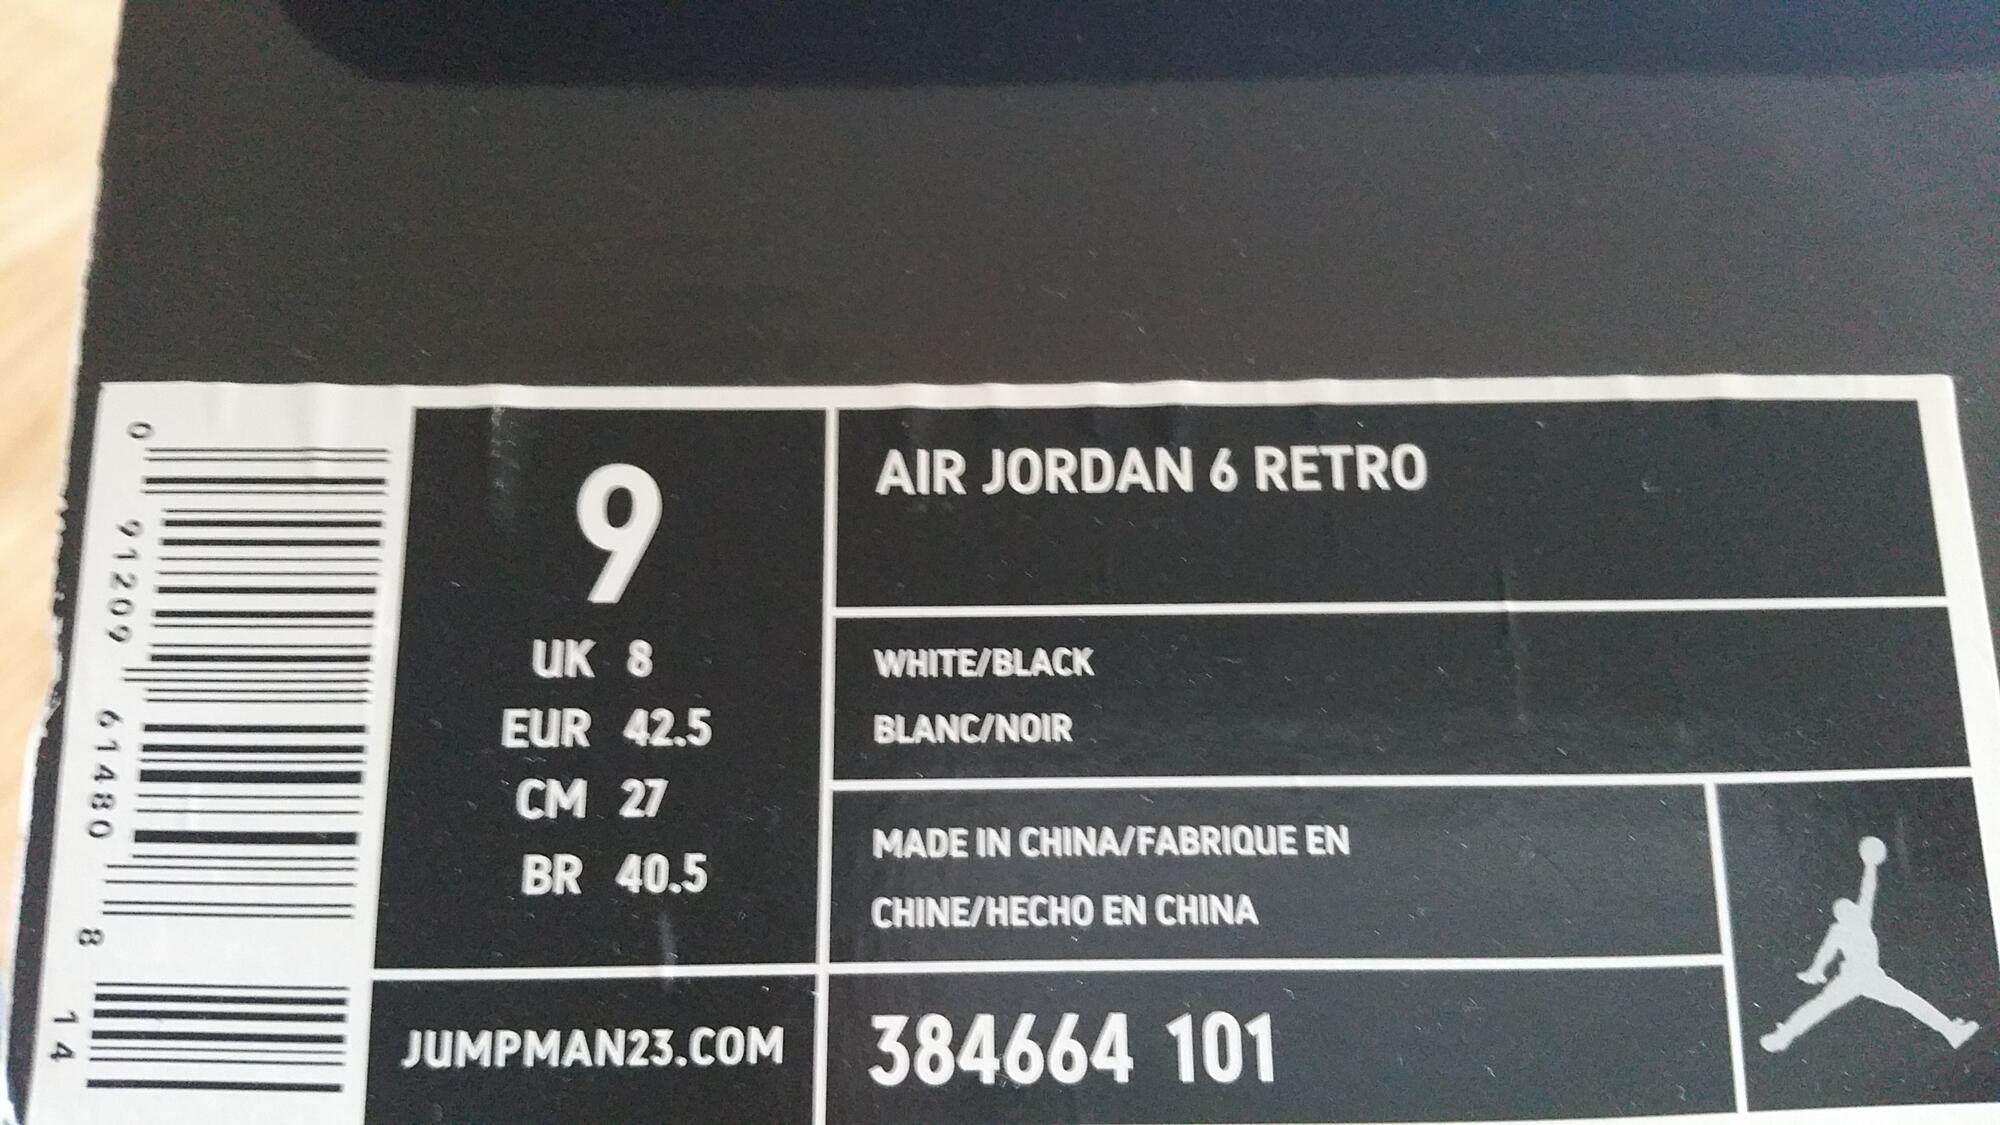 0 91209 61480 8 14
9
UK 8
EUR 42.5
CM 27
BR 40.5
JUMPMAN23.COM
AIR JORDAN 6 RETRO
WHITE/BLACK
BLANC/NOIR
MADE IN CHINA/FABRIQUE EN
CHINE/HECHO EN CHINA
384664 101